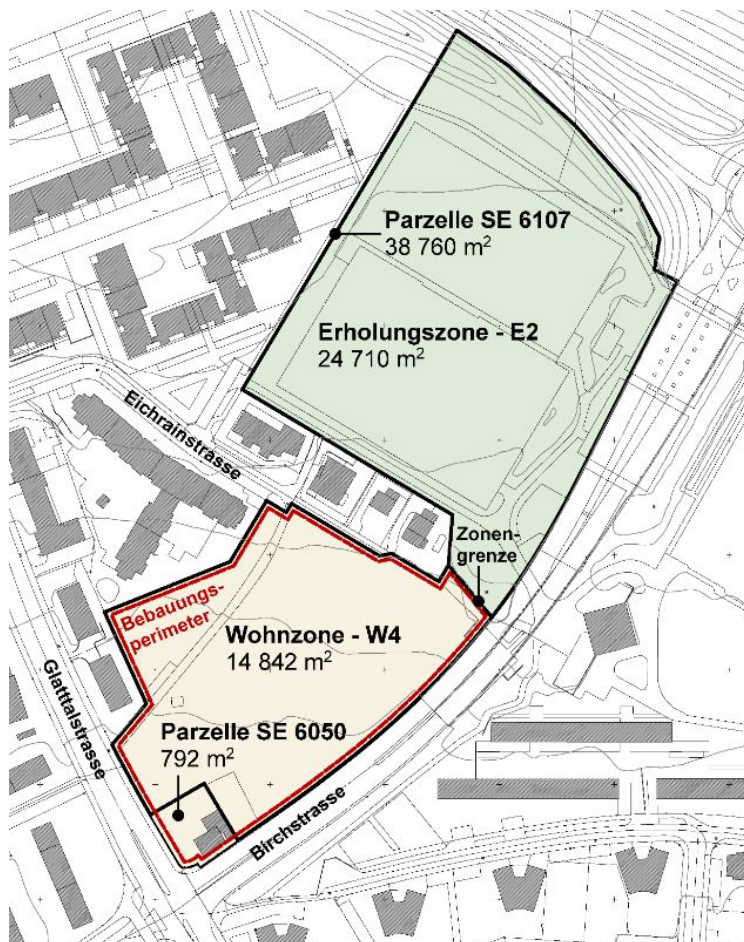 Parzelle SE 6107
38 760 m²
Erholungszone - E2
24 710 m²
Eichrainstrasse
Zonen-
grenze
Bebauungs-
perimeter
Wohnzone - W4
14 842 m²
Glatttalstrasse
Parzelle SE 6050
792 m²
Birchstrasse